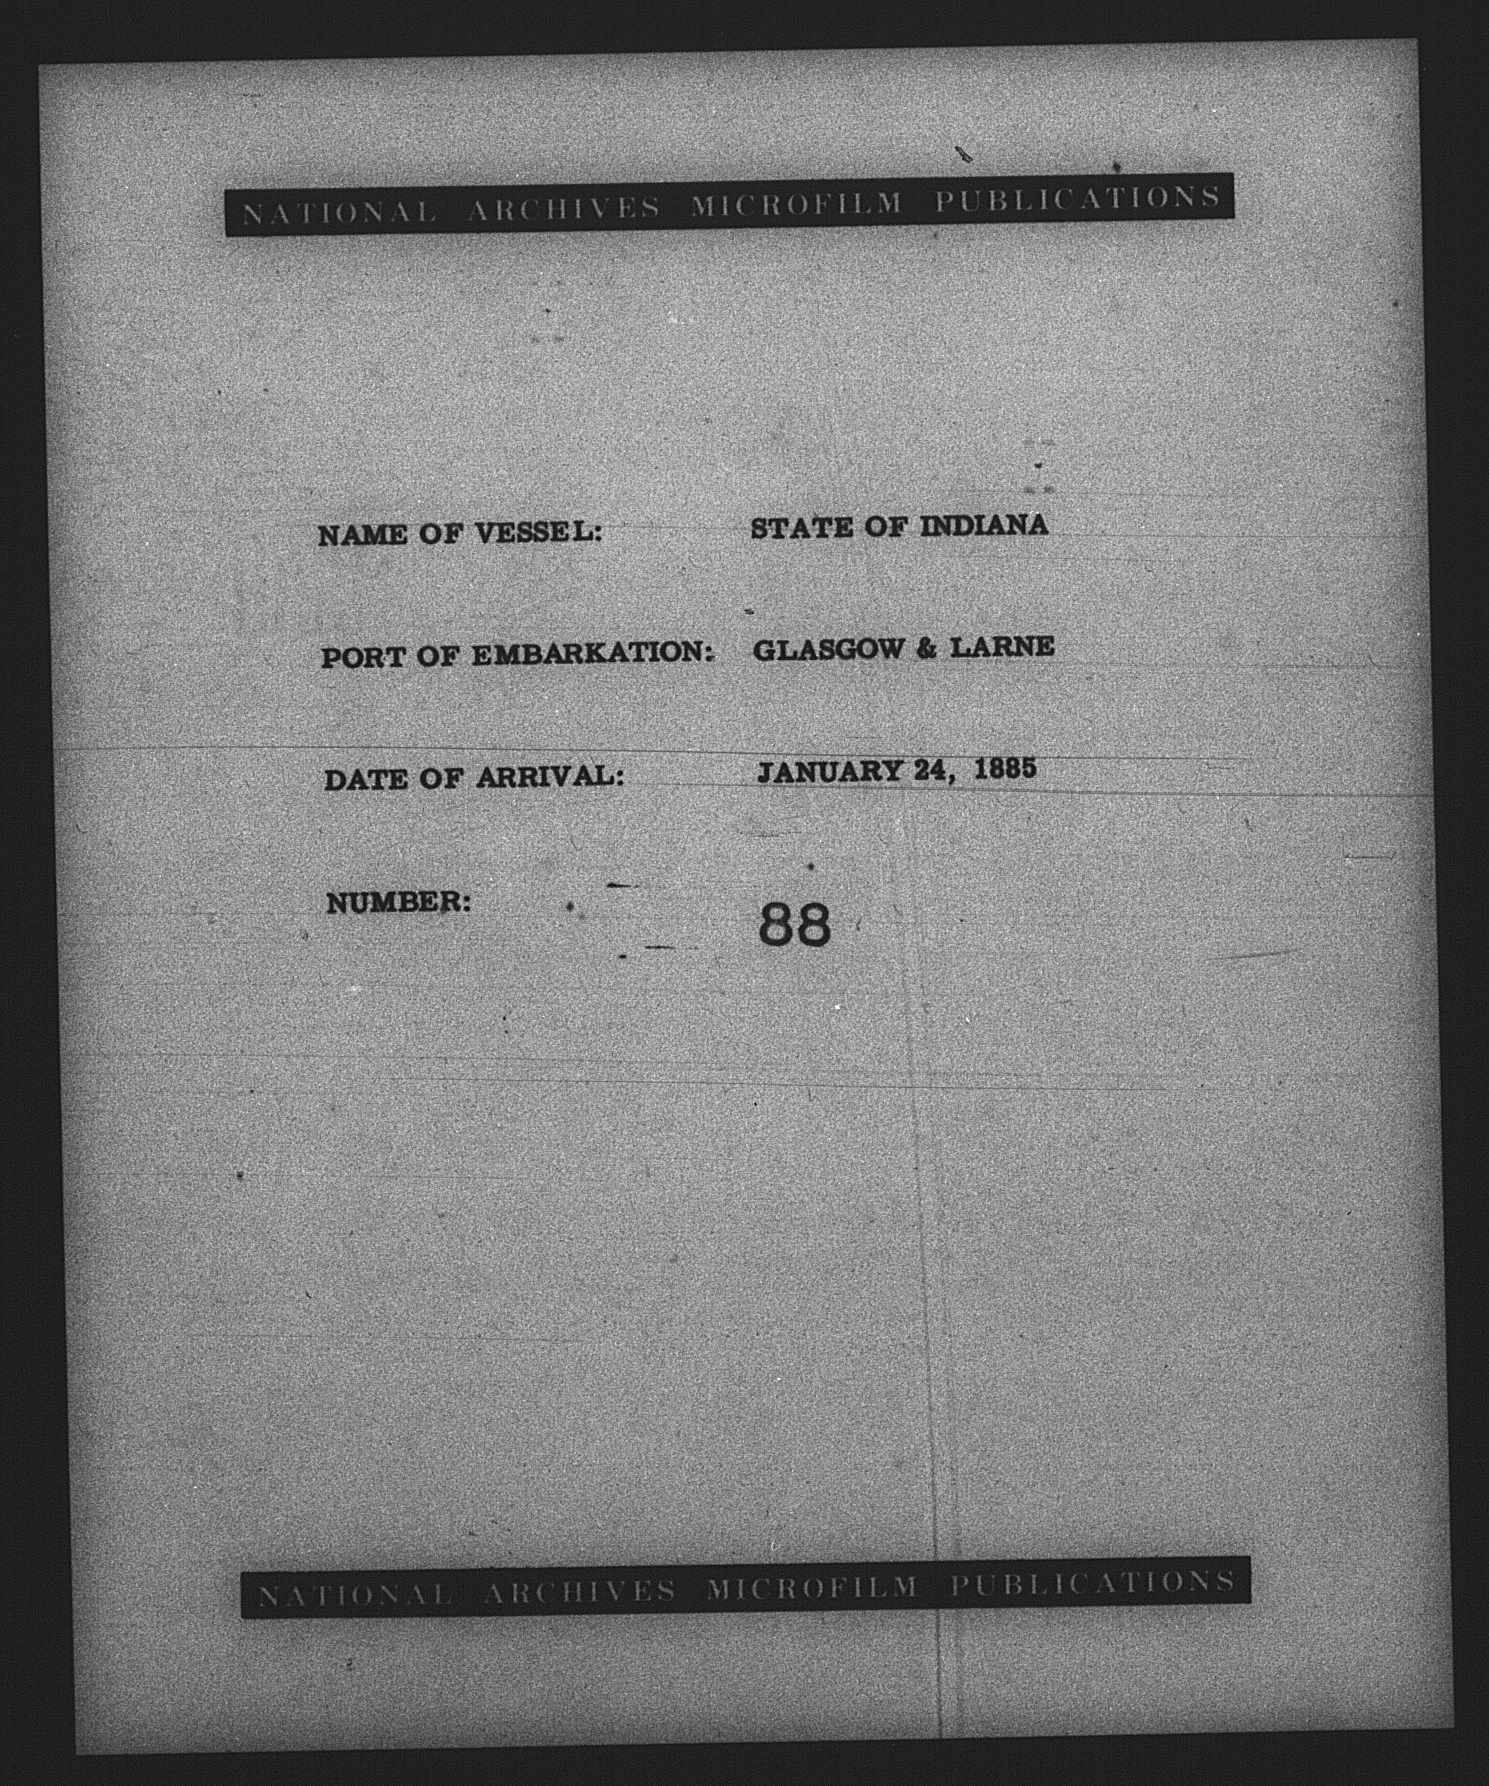 NATIONAL ARCHIVES MICROFILM PUBLICATIONS
NAME OF VESSEL: STATE OF INDIANA
PORT OF EMBARKATION: GLASGOW & LARNE
DATE OF ARRIVAL: JANUARY 24, 1885
NUMBER: 88
NATIONAL ARCHIVES MICROFILM PUBLICATIONS